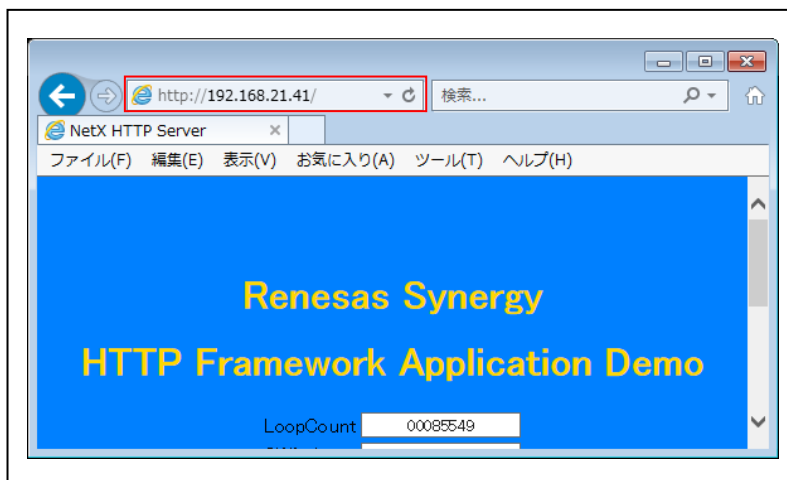 http://192.168.21.41/
検索...
NetX HTTP Server
ファイル(F) 編集(E) 表示(V) お気に入り(A) ツール(T) ヘルプ(H)
Renesas Synergy
HTTP Framework Application Demo
LoopCount 00085549